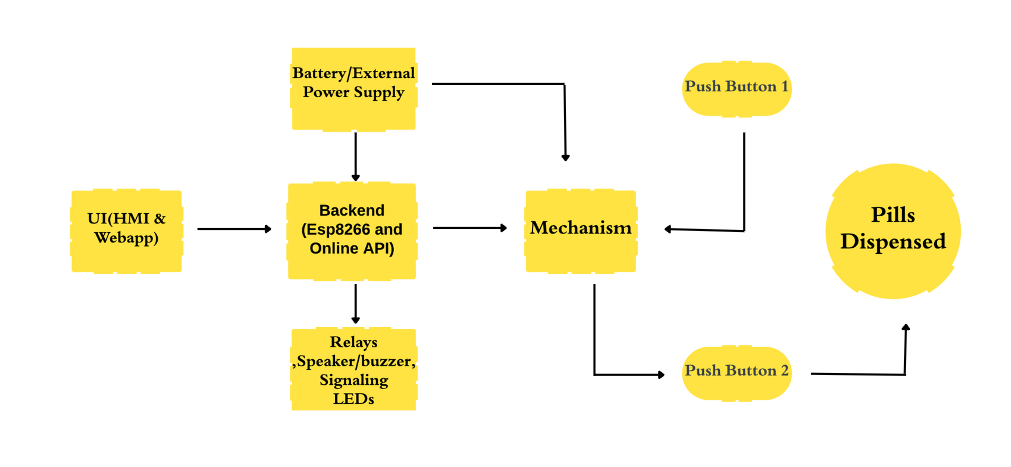 Battery/External
Power Supply
Push Button 1
UI(HMI &
Webapp)
Backend
(Esp8266 and
Online API)
Mechanism
Pills
Dispensed
Relays
,Speaker/buzzer,
Signaling
LEDs
Push Button 2